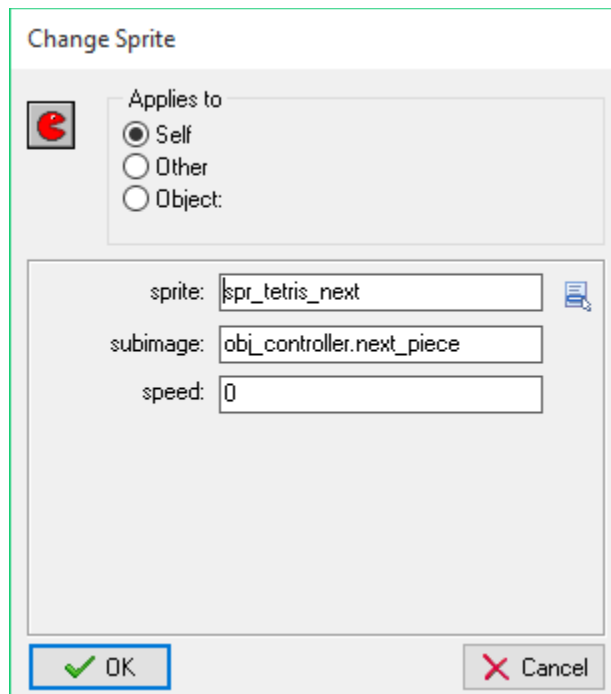 Change Sprite
Applies to
Self
Other
Object:
sprite: spr_tetris_next
subimage: obj_controller.next_piece
speed: 0
OK Cancel